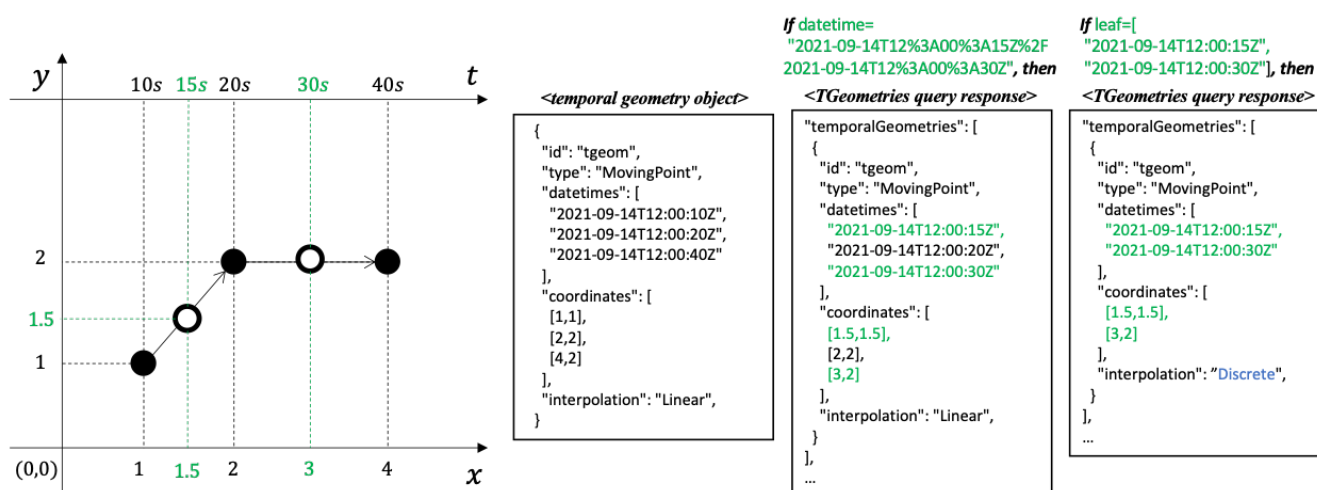 y
10s 15s 20s 30s 40s t
2
1.5
1
(0,0) 1 1.5 2 3 4 x
<temporal geometry object>
{
"id": "tgeom",
"type": "MovingPoint",
"datetimes": [
"2021-09-14T12:00:10Z",
"2021-09-14T12:00:20Z",
"2021-09-14T12:00:40Z"
],
"coordinates": [
[1,1],
[2,2],
[4,2]
],
"interpolation": "Linear",
}
If datetime=
"2021-09-14T12%3A00%3A15Z%2F
2021-09-14T12%3A00%3A30Z", then
<TGeometries query response>
"temporalGeometries": [
{
"id": "tgeom",
"type": "MovingPoint",
"datetimes": [
"2021-09-14T12:00:15Z",
"2021-09-14T12:00:20Z",
"2021-09-14T12:00:30Z"
],
"coordinates": [
[1.5,1.5],
[2,2],
[3,2]
],
"interpolation": "Linear",
}
],
...
If leaf=[
"2021-09-14T12:00:15Z",
"2021-09-14T12:00:30Z"], then
<TGeometries query response>
"temporalGeometries": [
{
"id": "tgeom",
"type": "MovingPoint",
"datetimes": [
"2021-09-14T12:00:15Z",
"2021-09-14T12:00:30Z"
],
"coordinates": [
[1.5,1.5],
[3,2]
],
"interpolation": ”Discrete",
}
],
...